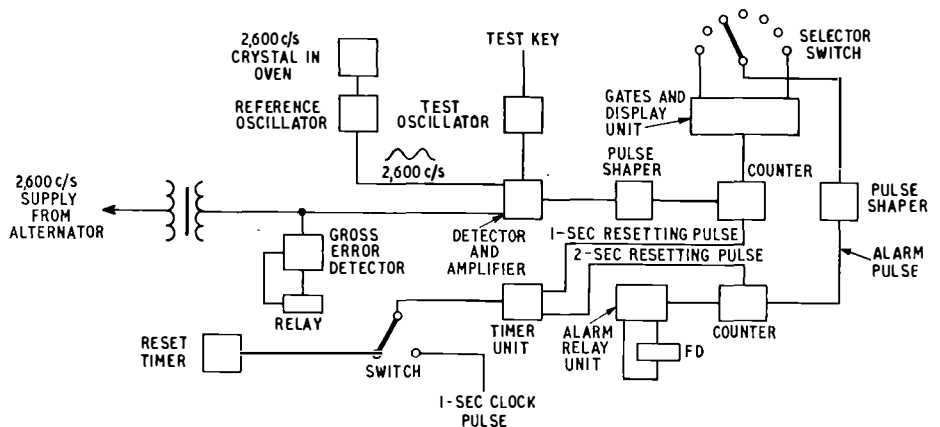 2,600 c/s
CRYSTAL IN
OVEN
REFERENCE
OSCILLATOR
TEST KEY
TEST
OSCILLATOR
SELECTOR
SWITCH
GATES AND
DISPLAY
UNIT
2,600 c/s
PULSE
SHAPER
COUNTER
2,600 c/s
SUPPLY
FROM
ALTERNATOR
DETECTOR
AND
AMPLIFIER
PULSE
SHAPER
1-SEC RESETTING PULSE
2-SEC RESETTING PULSE
GROSS
ERROR
DETECTOR
ALARM
PULSE
RELAY
TIMER
UNIT
ALARM
RELAY
UNIT
COUNTER
FD
RESET
TIMER
SWITCH
1-SEC CLOCK
PULSE